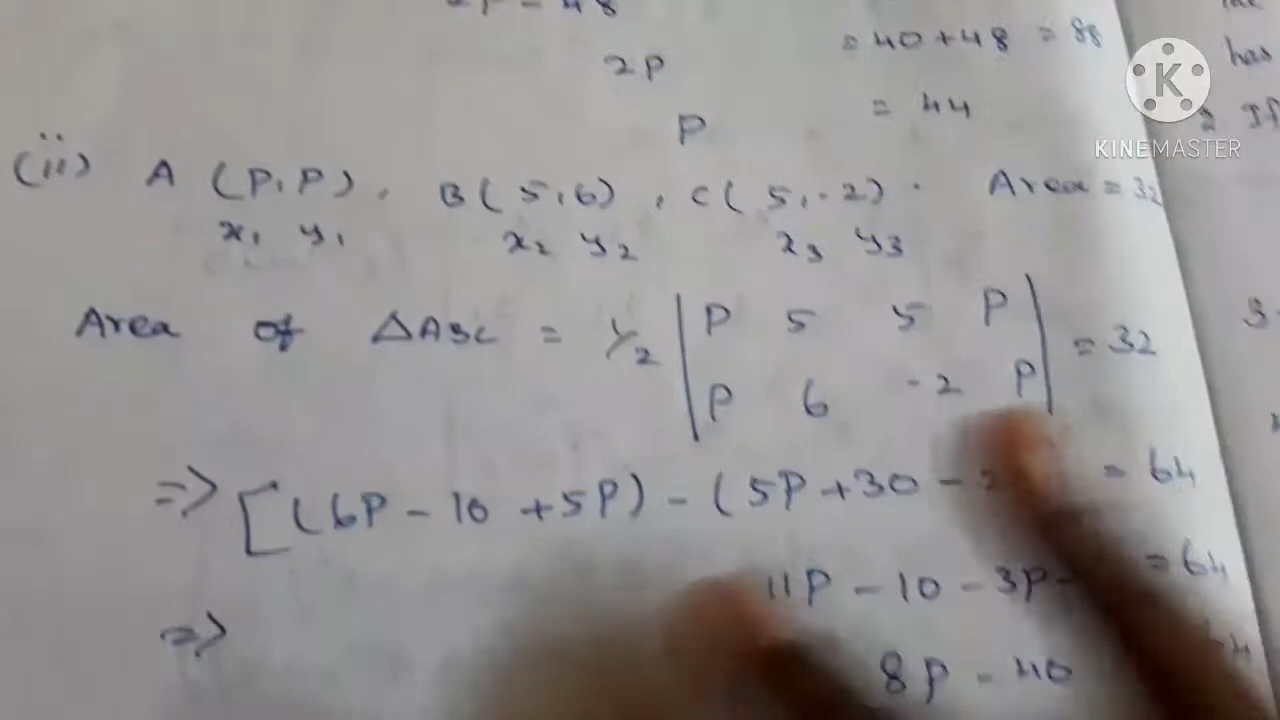 = 40 + 48 = 88
2P
= 44
P
has
KINEMASTER
(ii) A (P, P), B (5, 6), C (5, -2). Area = 32
x₁ y₁ x₂ y₂ x₃ y₃
Area of ΔABC = 1/2 | P 5 5 P | = 32
P 6 -2 P
=> [(6P - 10 + 5P) - (5P + 30 - = 64
=> 11P - 10 - 3P - = 64
8P - 40